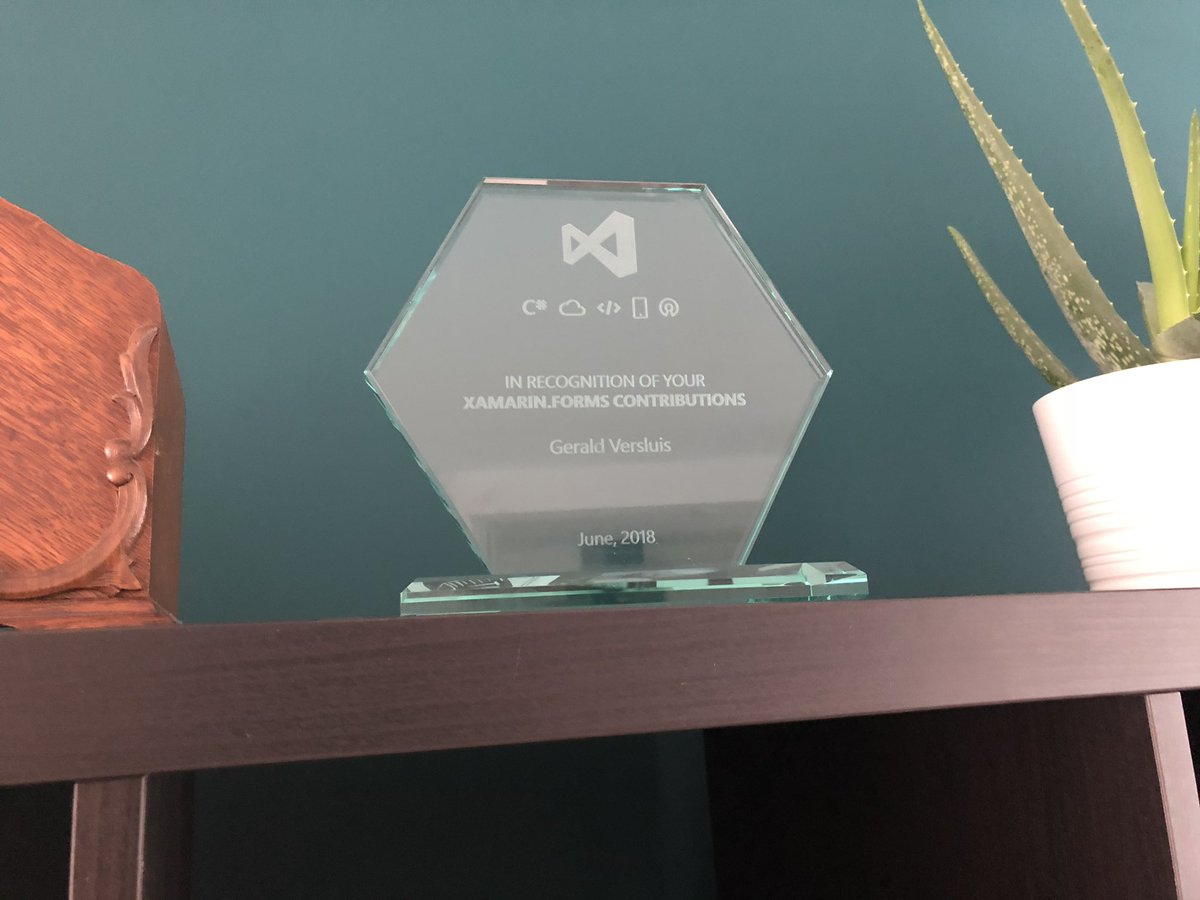 C#
</>
IN RECOGNITION OF YOUR
XAMARIN.FORMS CONTRIBUTIONS
Gerald Versluis
June, 2018